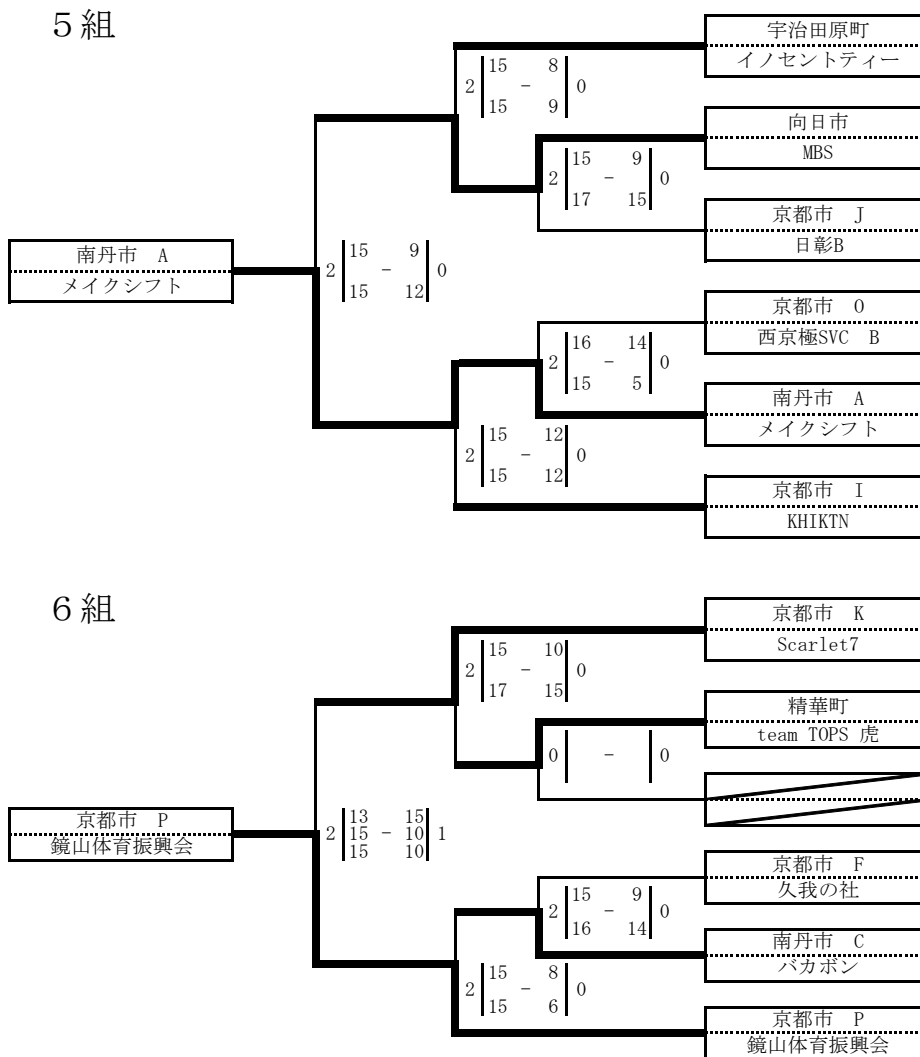 5組
宇治田原町
イノセントティー
15 8
2 - 0
15 9
向日市
MBS
15 9
2 - 0
17 15
京都市 J
日彰B
南丹市 A
メイクシフト
15 9
2 - 0
15 12
京都市 O
西京極SVC B
16 14
2 - 0
15 5
南丹市 A
メイクシフト
15 12
2 - 0
15 12
京都市 I
KHIKTN
6組
京都市 K
Scarlet7
15 10
2 - 0
17 15
精華町
team TOPS 虎
0 - 0
京都市 P
鏡山体育振興会
13 15
2 15 - 10 1
15 10
京都市 F
久我の社
15 9
2 - 0
16 14
南丹市 C
バカボン
15 8
2 - 0
15 6
京都市 P
鏡山体育振興会